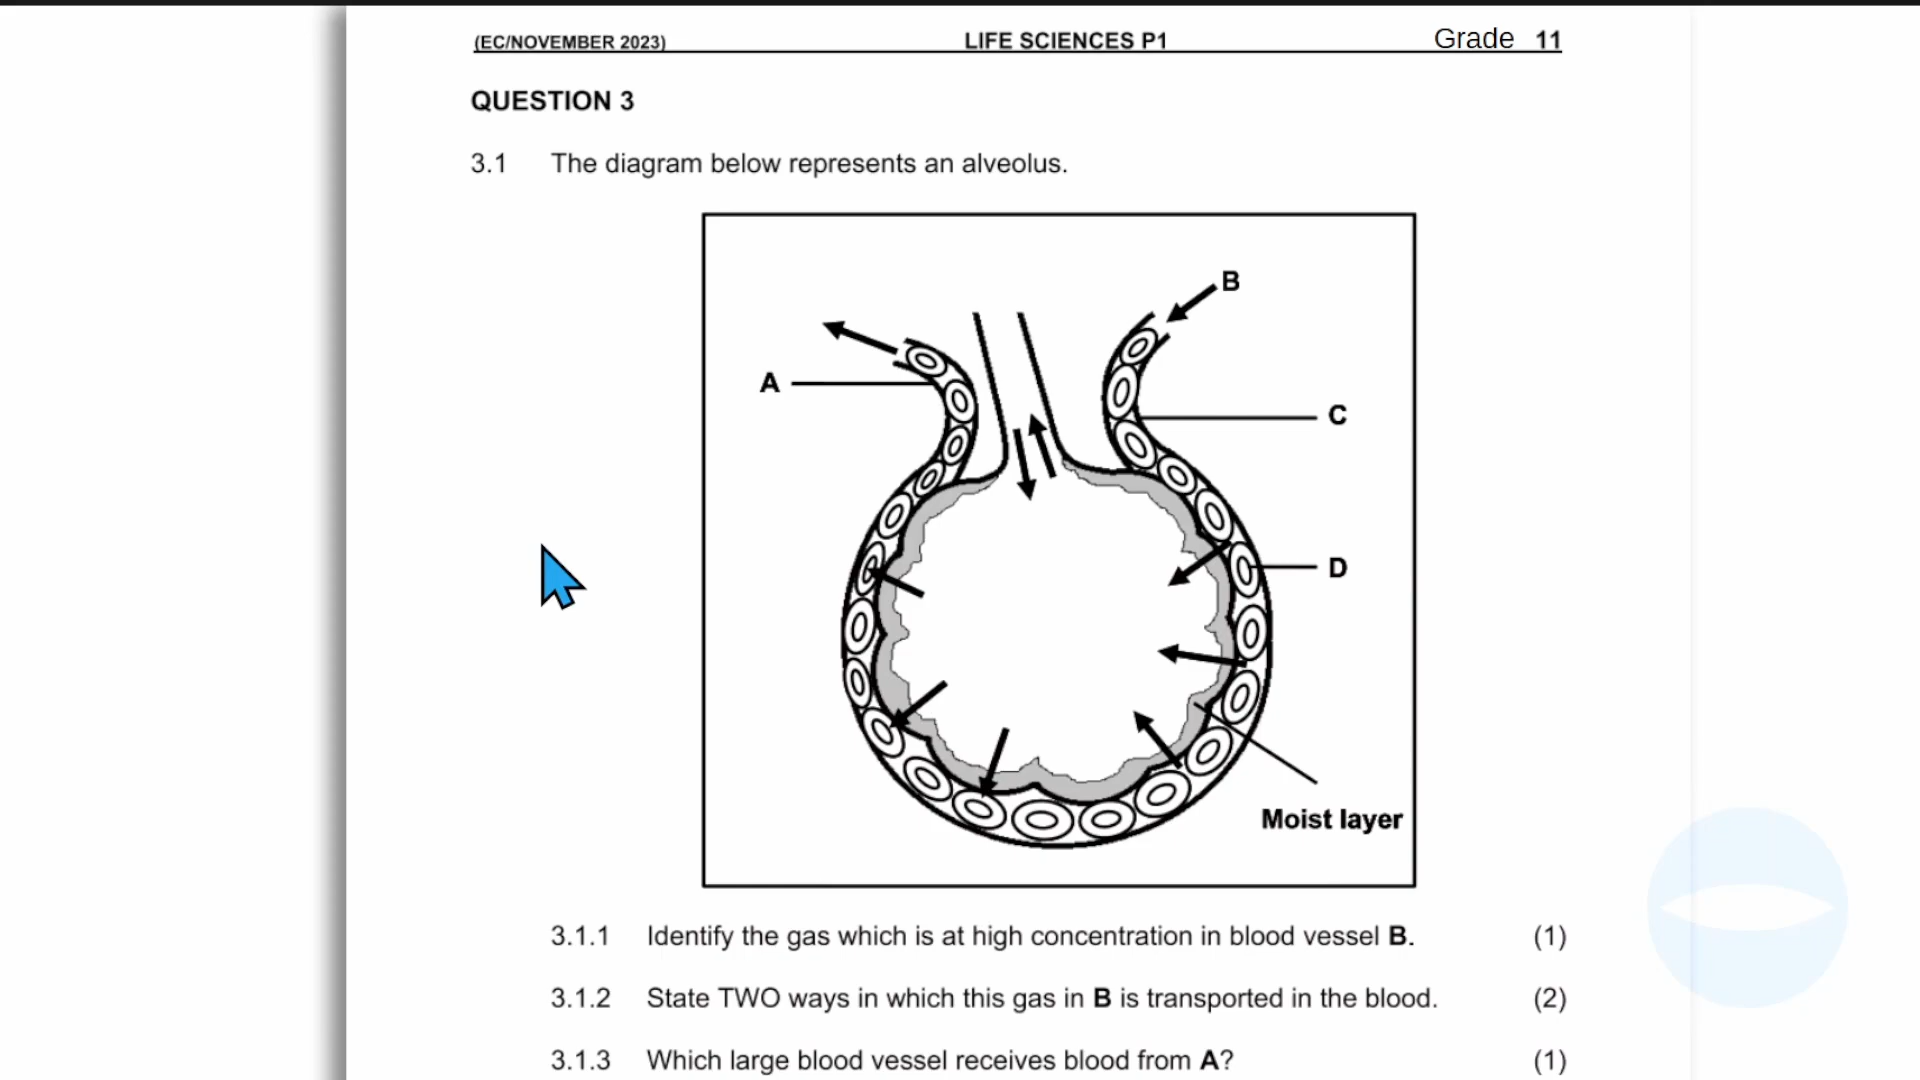 (EC/NOVEMBER 2023) LIFE SCIENCES P1 Grade 11
QUESTION 3
3.1 The diagram below represents an alveolus.
B
A
C
D
Moist layer
3.1.1 Identify the gas which is at high concentration in blood vessel B. (1)
3.1.2 State TWO ways in which this gas in B is transported in the blood. (2)
3.1.3 Which large blood vessel receives blood from A? (1)